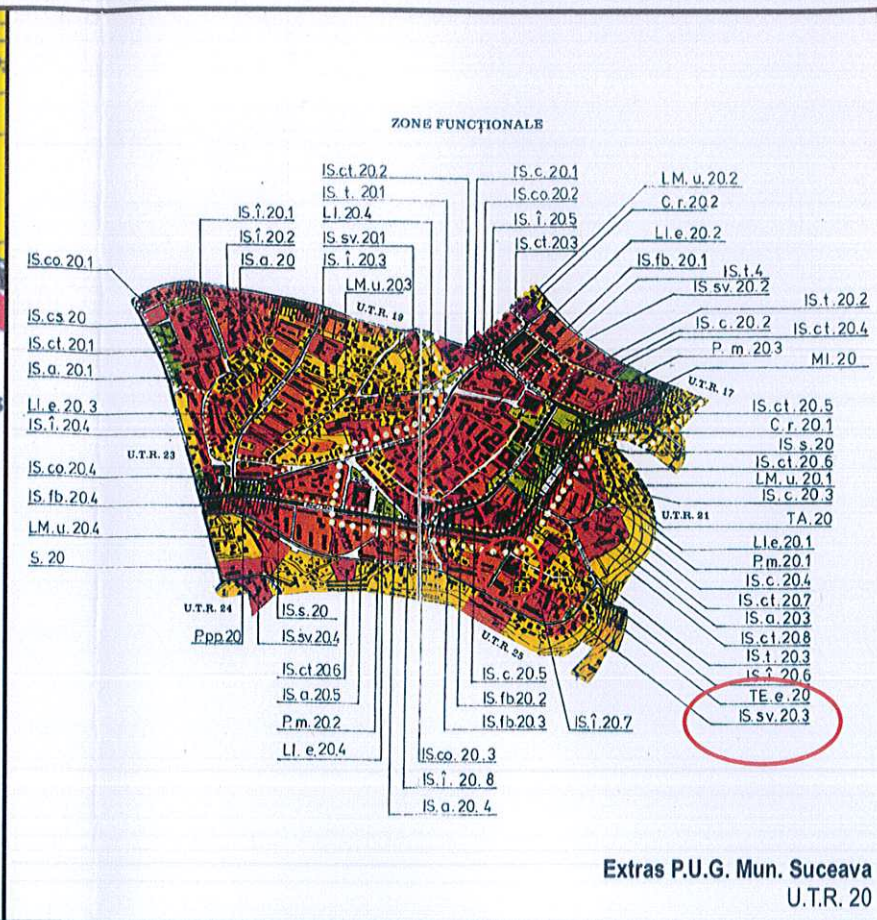 ZONE FUNCȚIONALE
IS.ct.20.2
IS. t. 20.1
LI. 20.4
IS.Î.20.1
IS.Î.20.2
IS.a.20
IS sv. 20.1
IS. Î. 20.3
LM.u. 20.3
IS.co.20.1
IS.c. 20.1
IS.co.20.2
IS. Î. 20.5
IS.ct.20.3
LM. u. 20.2
C. r. 20.2
LI.e. 20.2
IS.fb. 20.1
IS.t.4
IS. sv. 20.2
IS.t. 20.2
IS. c. 20.2
IS.ct. 20.4
P. m. 20.3
MI. 20
U.T.R. 19
U.T.R. 17
IS.cs. 20
IS.ct. 20.1
IS.a. 20.1
LI.e. 20.3
IS.Î. 20.4
U.T.R. 23
IS.co. 20.4
IS.fb. 20.4
LM.u. 20.4
S. 20
IS.ct. 20.5
C. r. 20.1
IS s. 20
IS.ct. 20.6
LM. u. 20.1
IS. c. 20.3
U.T.R. 21
TA. 20
LI.e. 20.1
P.m. 20.1
IS.c. 20.4
IS.ct. 20.7
IS.a. 20.3
IS.ct. 20.8
IS.t. 20.3
IS.Î. 20.6
TE.e. 20
IS.sv. 20.3
U.T.R. 24
P.pp. 20
IS.s. 20
IS.sv. 20.4
U.T.R. 25
IS.ct. 20.6
IS.a. 20.5
P.m. 20.2
LI. e. 20.4
IS.c. 20.5
IS.fb 20.2
IS.fb. 20.3
IS.Î. 20.7
IS.co. 20.3
IS.Î. 20. 8
IS.a. 20. 4
Extras P.U.G. Mun. Suceava
U.T.R. 20